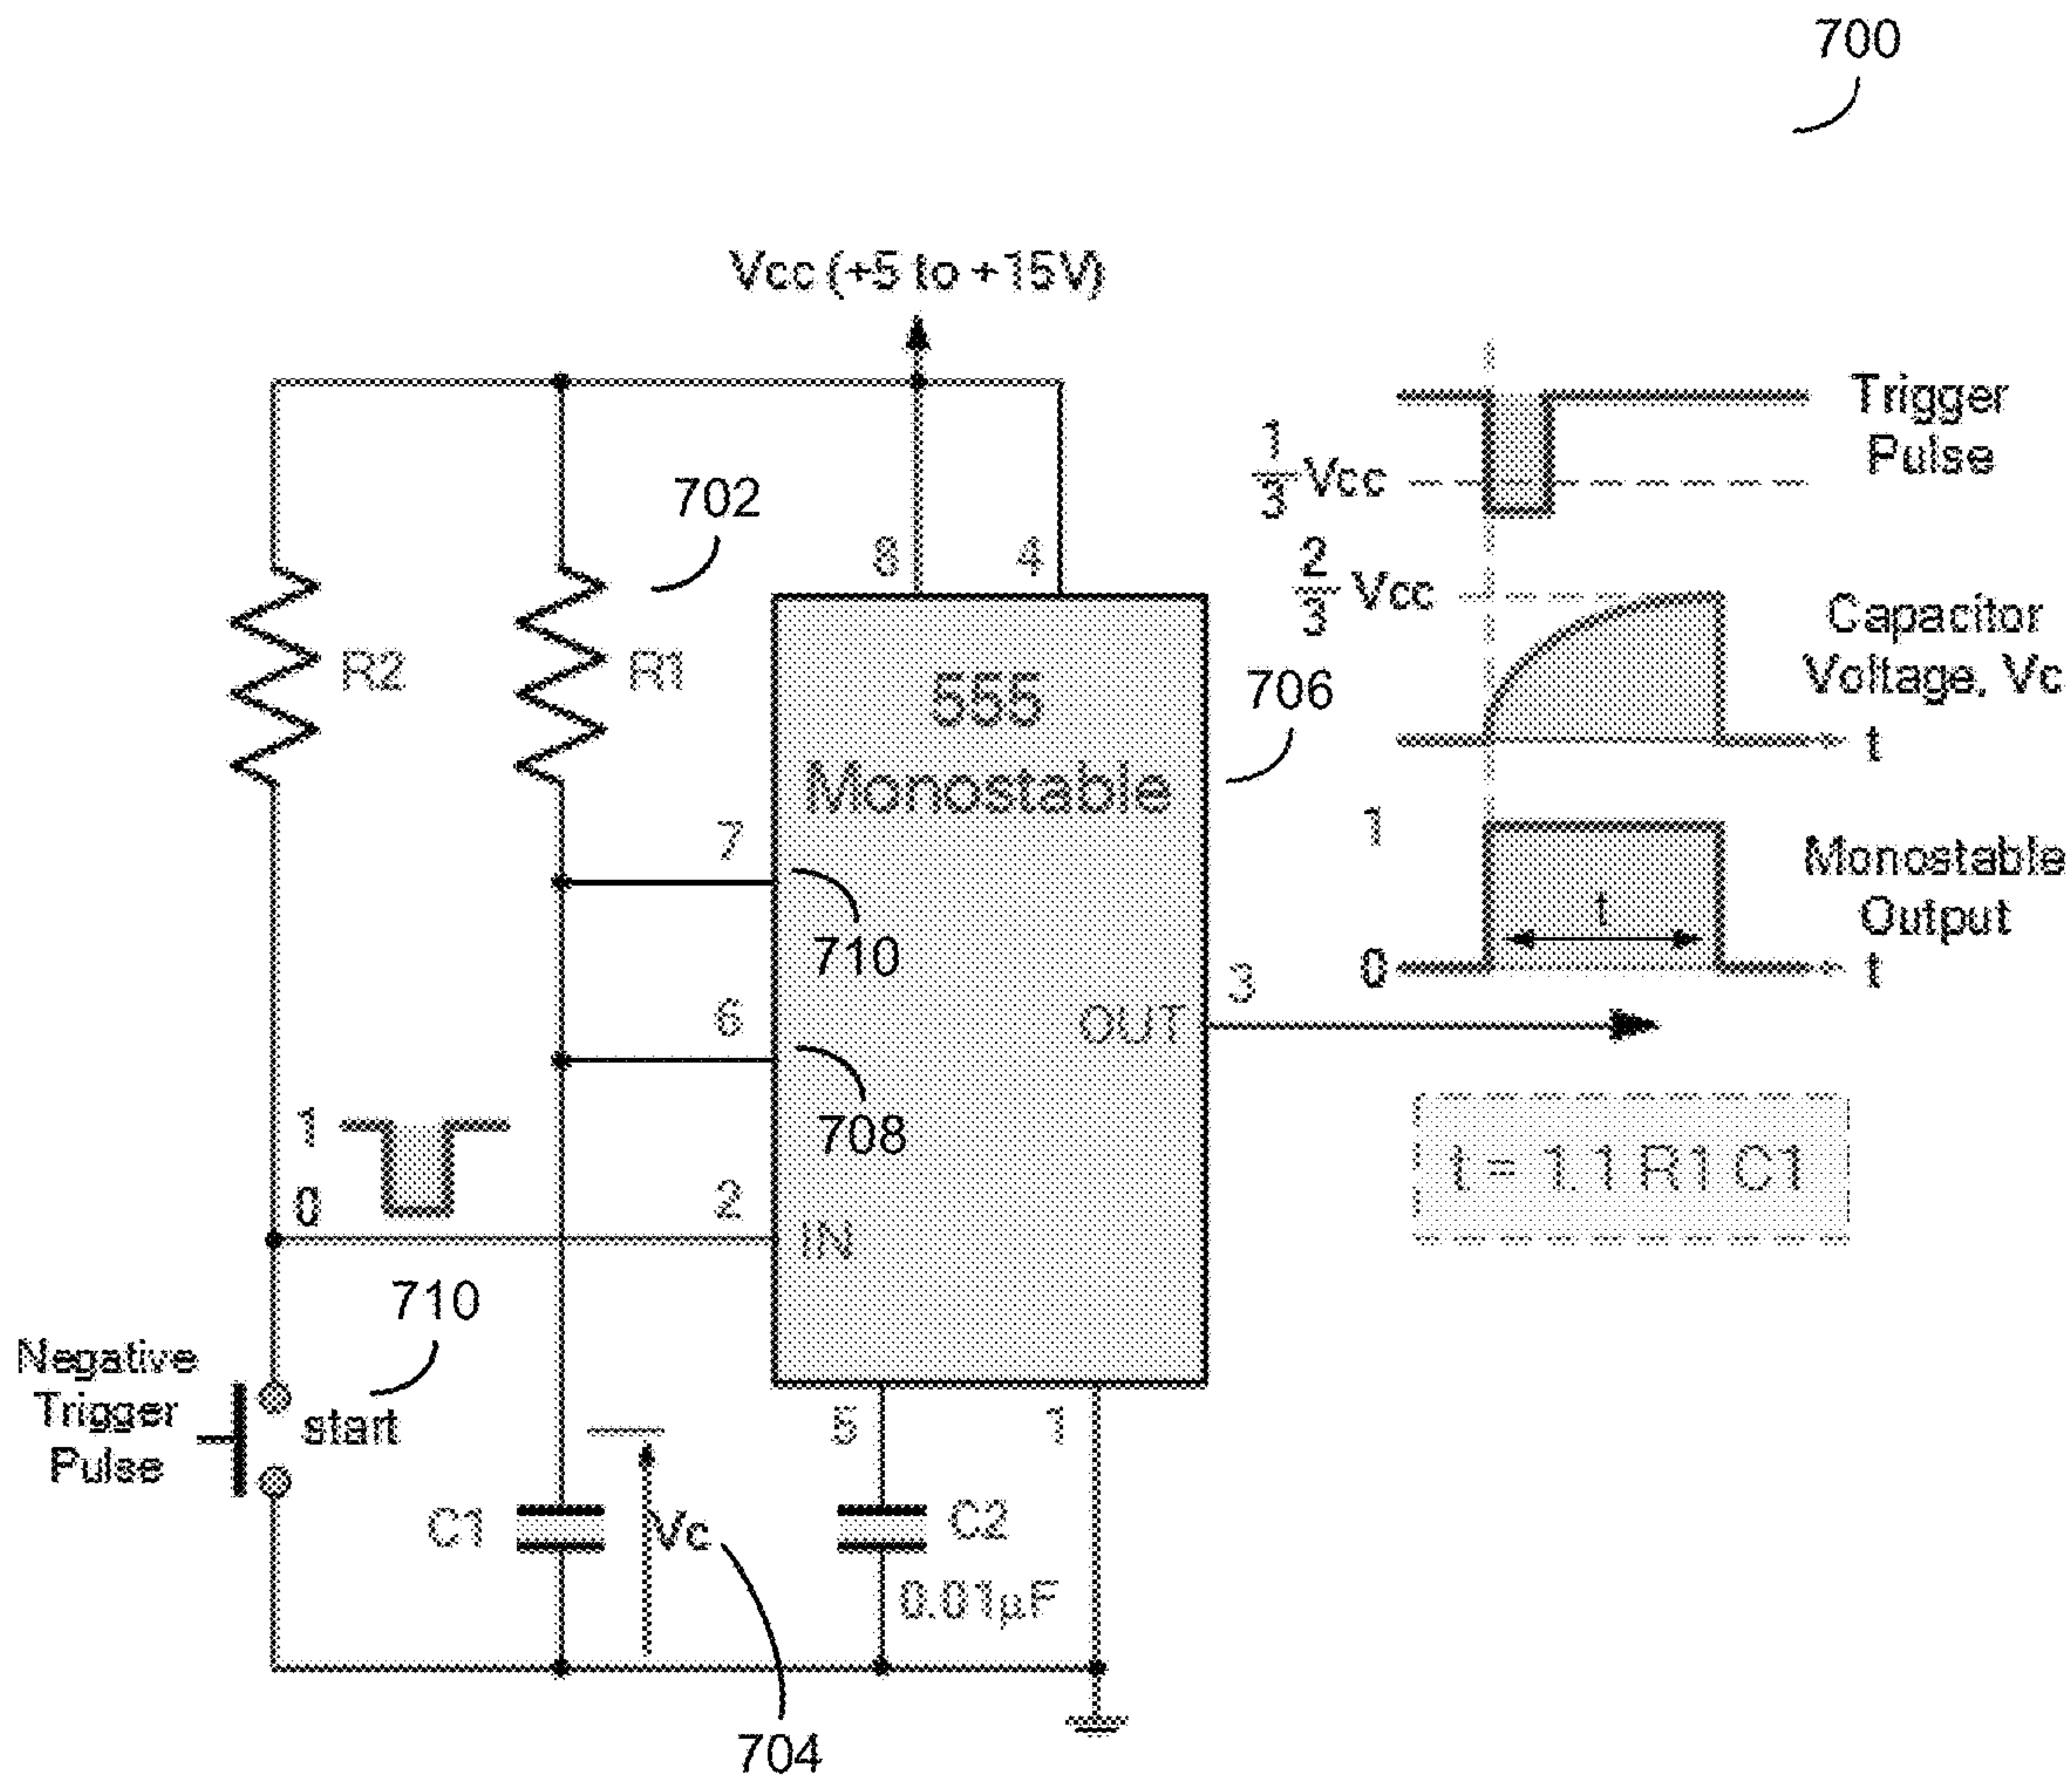 700
Vcc (+5 to +15V)
Trigger
Pulse
1/3 Vcc
702
8
4
2/3 Vcc
Capacitor
Voltage, Vc
t
R2
R1
555
Monostable
706
7
710
1
Monostable
Output
t
0
t
6
708
3
OUT
1
0
2
IN
t = 1.1 R1 C1
710
Negative
Trigger
Pulse
start
5
1
C1
Vc
C2
0.01µF
704